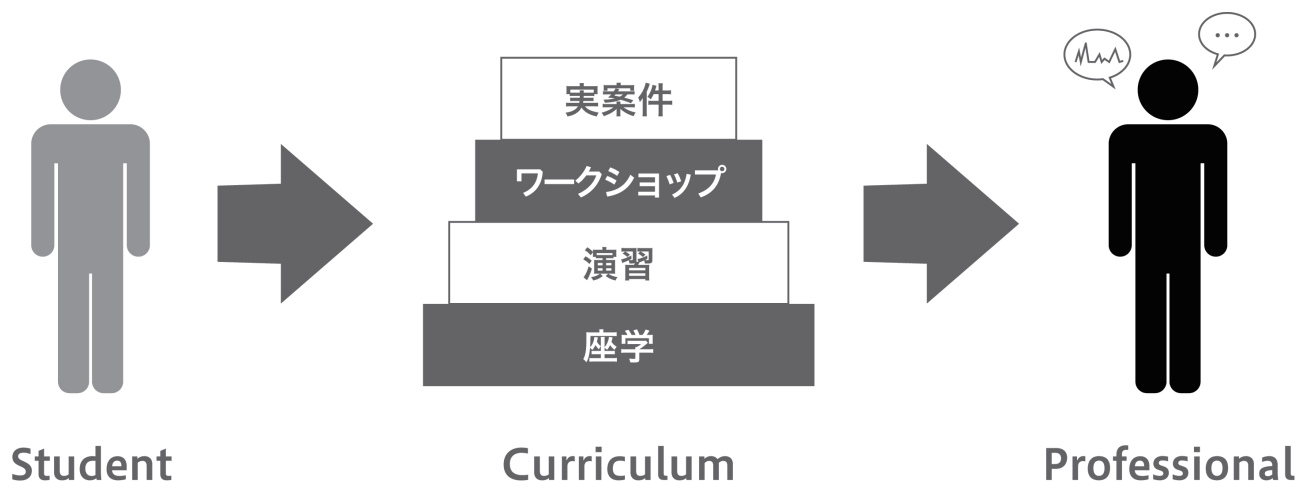 実案件
ワークショップ
演習
座学
Student
Curriculum
Professional